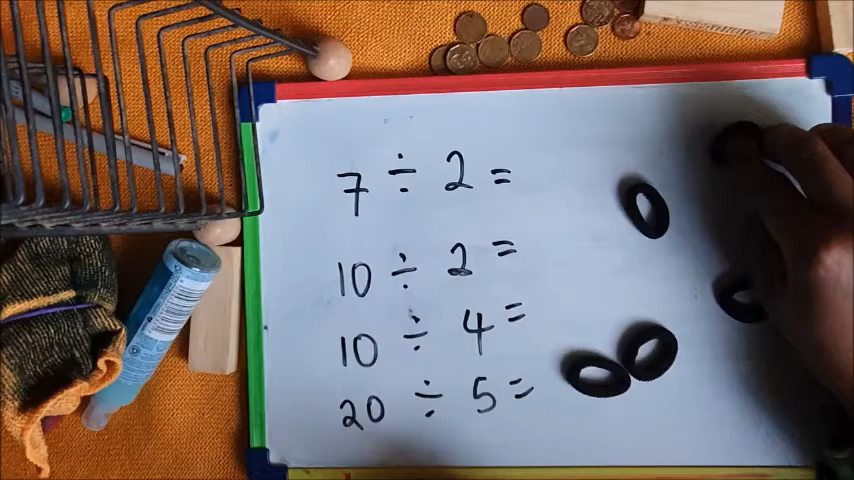 7 ÷ 2 =
10 ÷ 2 =
10 ÷ 4 =
20 ÷ 5 =